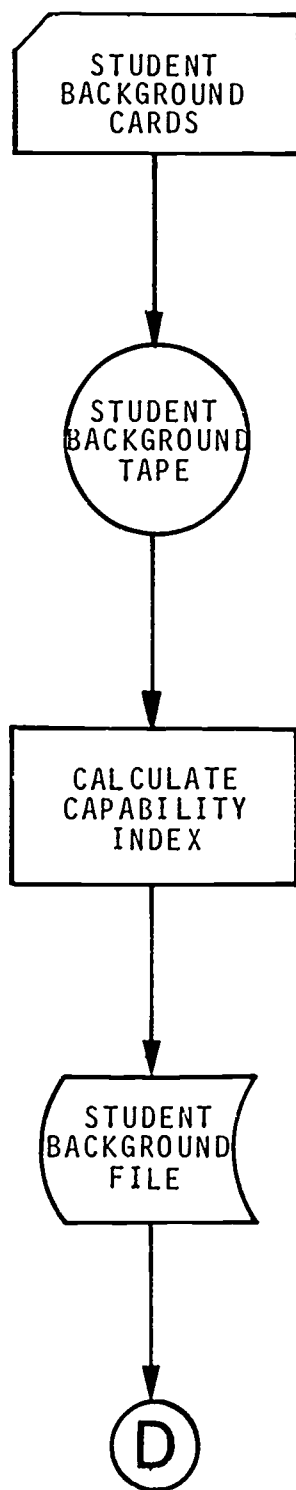 STUDENT
BACKGROUND
CARDS
STUDENT
BACKGROUND
TAPE
CALCULATE
CAPABILITY
INDEX
STUDENT
BACKGROUND
FILE
D